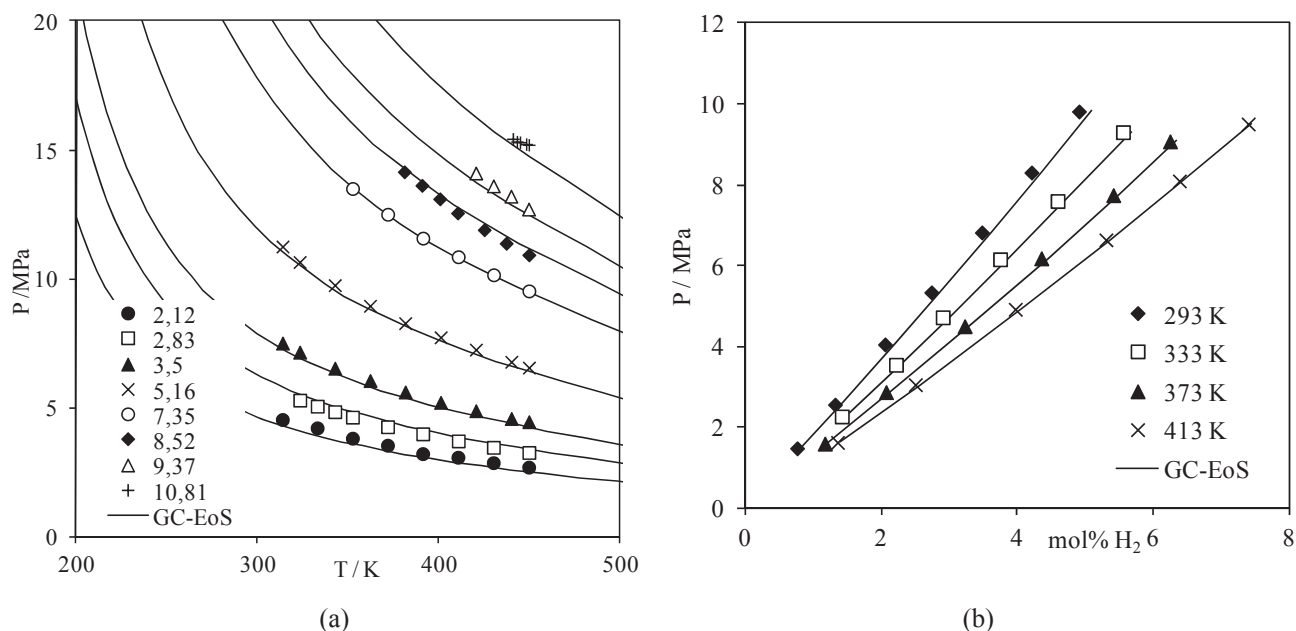 20
15
10
5
0
P /MPa
2,12
2,83
3,5
5,16
7,35
8,52
9,37
10,81
GC-EoS
200
300
400
500
T / K
(a)
12
10
8
6
4
2
0
P / MPa
293 K
333 K
373 K
413 K
GC-EoS
0
2
4
6
8
mol% H2
(b)